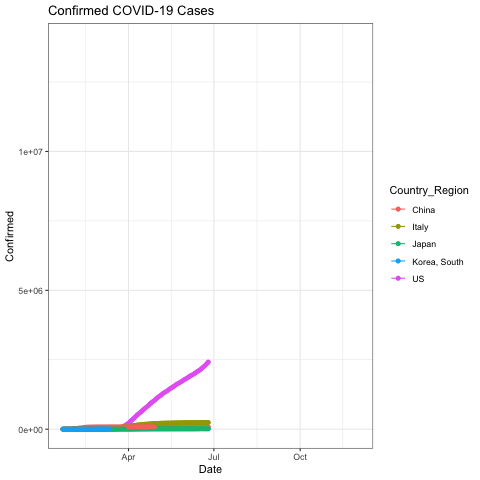 Confirmed COVID-19 Cases
Confirmed
1e+07
5e+06
0e+00
Apr
Jul
Oct
Date
Country_Region
China
Italy
Japan
Korea, South
US